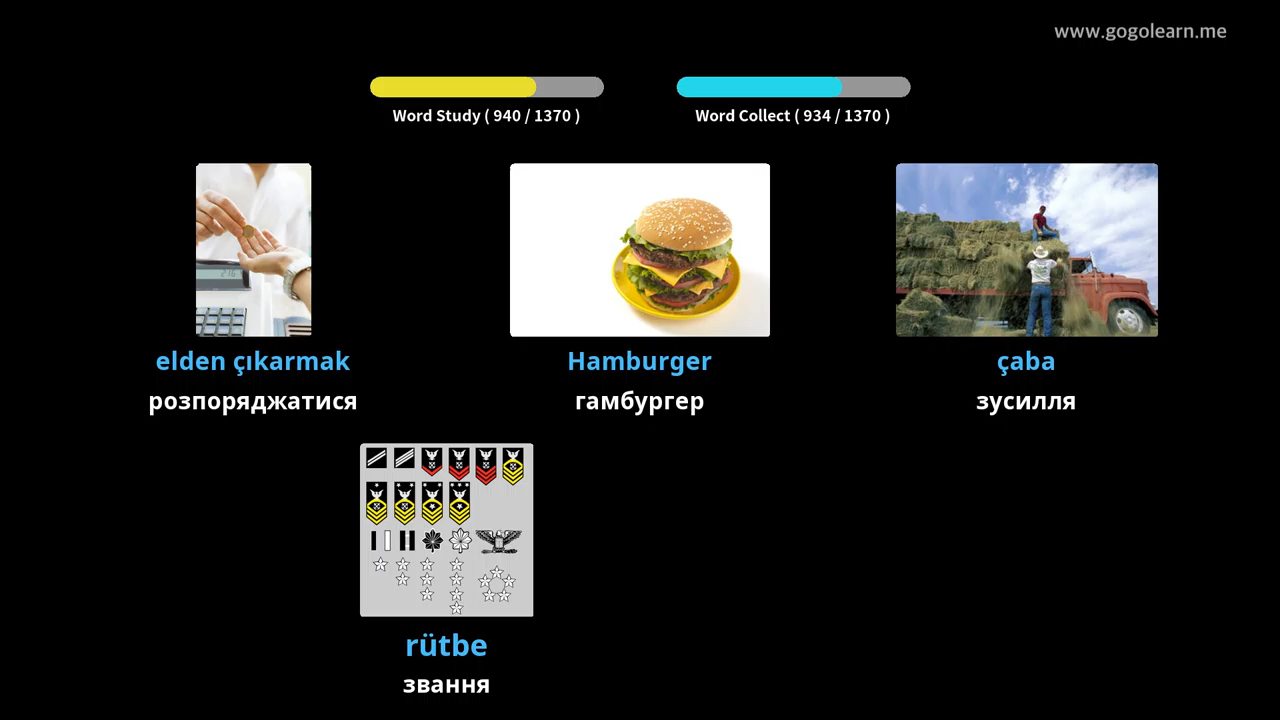 www.gogolearn.me
Word Study ( 940 / 1370 )
Word Collect ( 934 / 1370 )
elden çıkarmak
розпоряджатися
Hamburger
гамбургер
çaba
зусилля
rütbe
звання